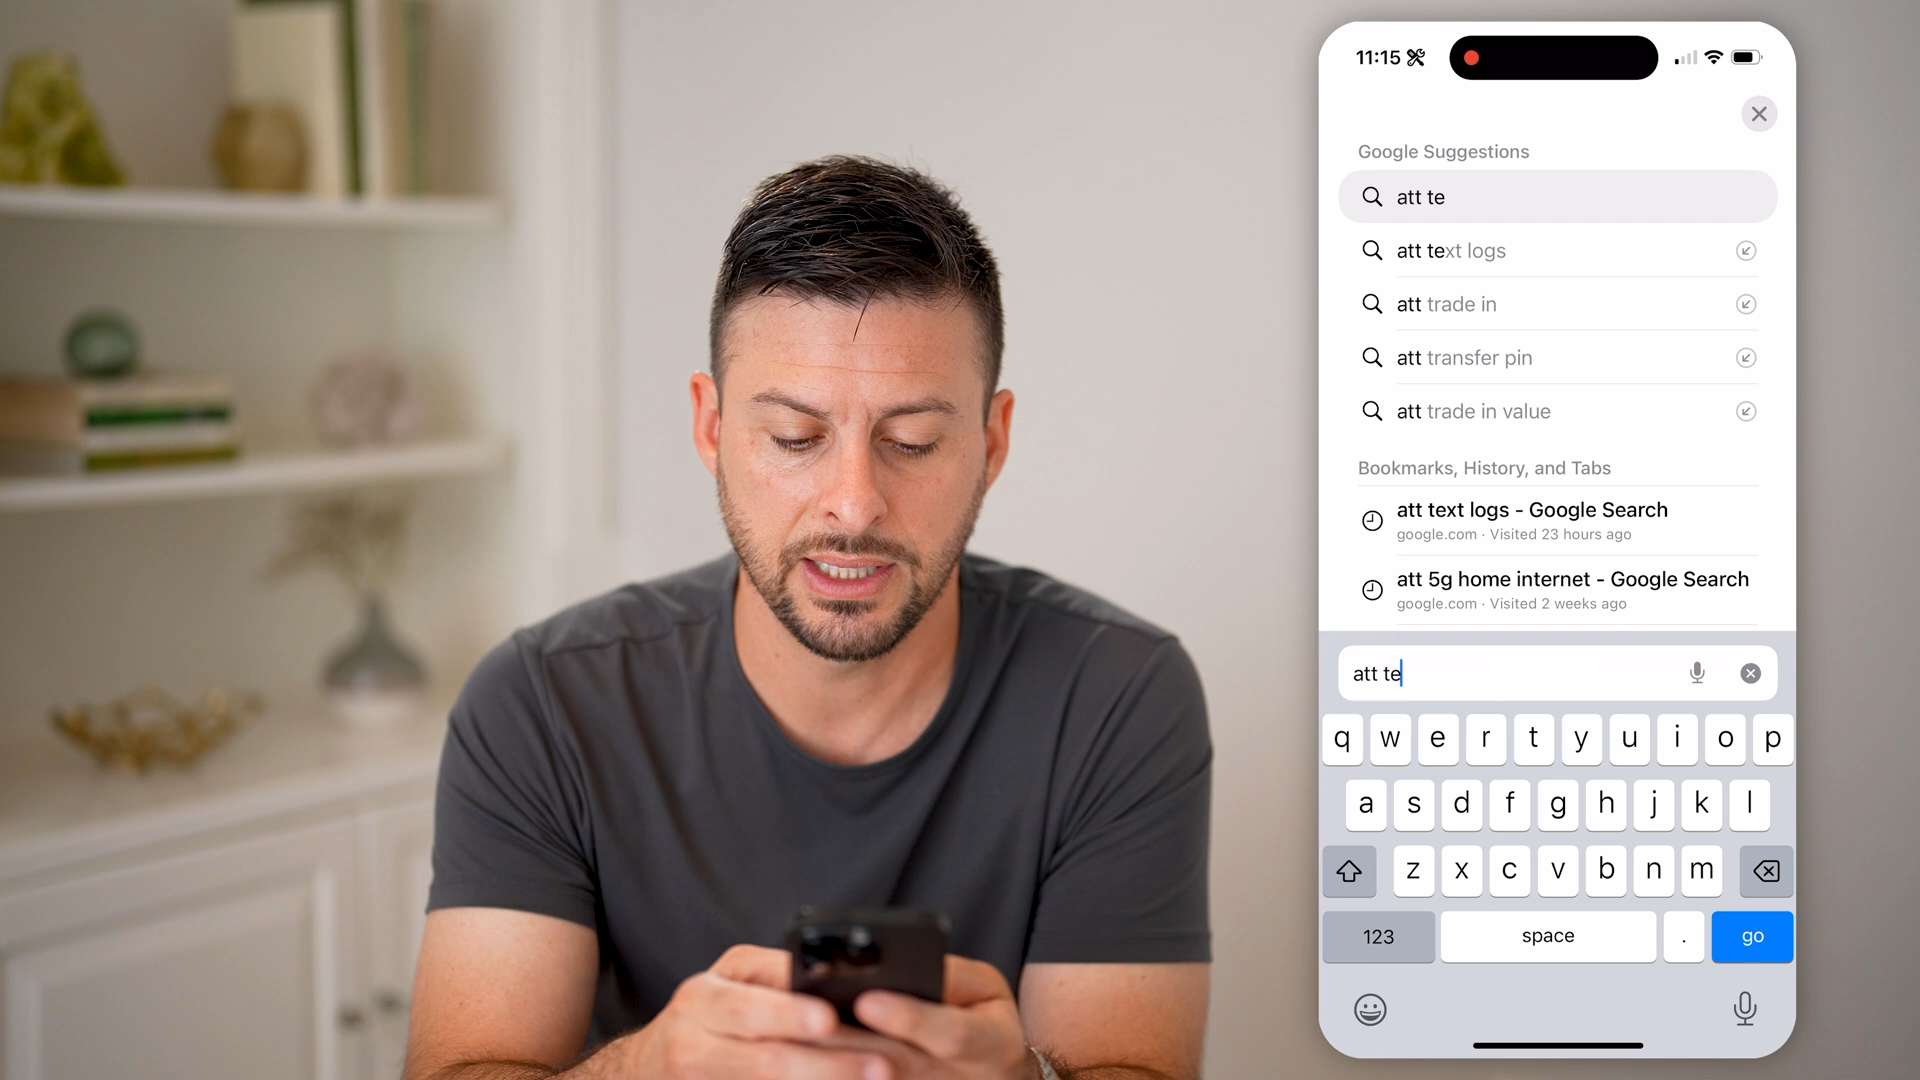 11:15
Google Suggestions
att te
att text logs
att trade in
att transfer pin
att trade in value
Bookmarks, History, and Tabs
att text logs - Google Search
google.com · Visited 23 hours ago
att 5g home internet - Google Search
google.com · Visited 2 weeks ago
att te
q w e r t y u i o p
a s d f g h j k l
z x c v b n m
123 space . go